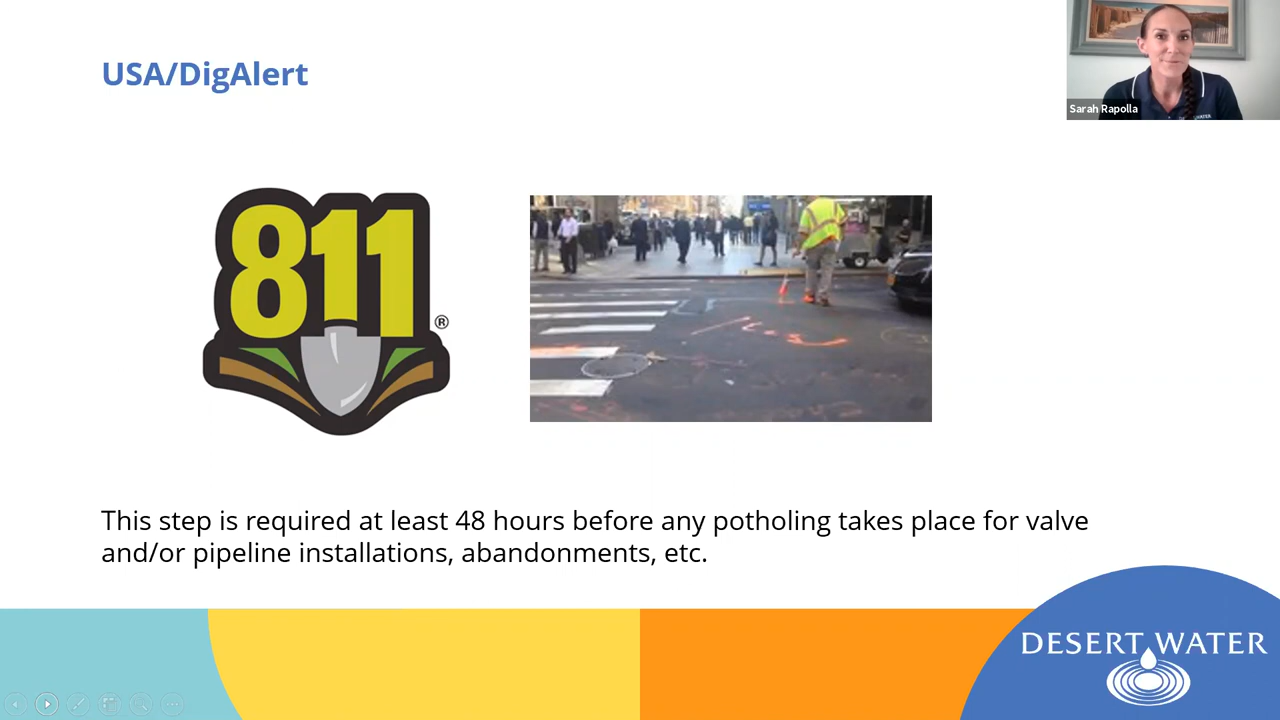 USA/DigAlert
Sarah Rapolla
811
®
This step is required at least 48 hours before any potholing takes place for valve
and/or pipeline installations, abandonments, etc.
DESERT WATER